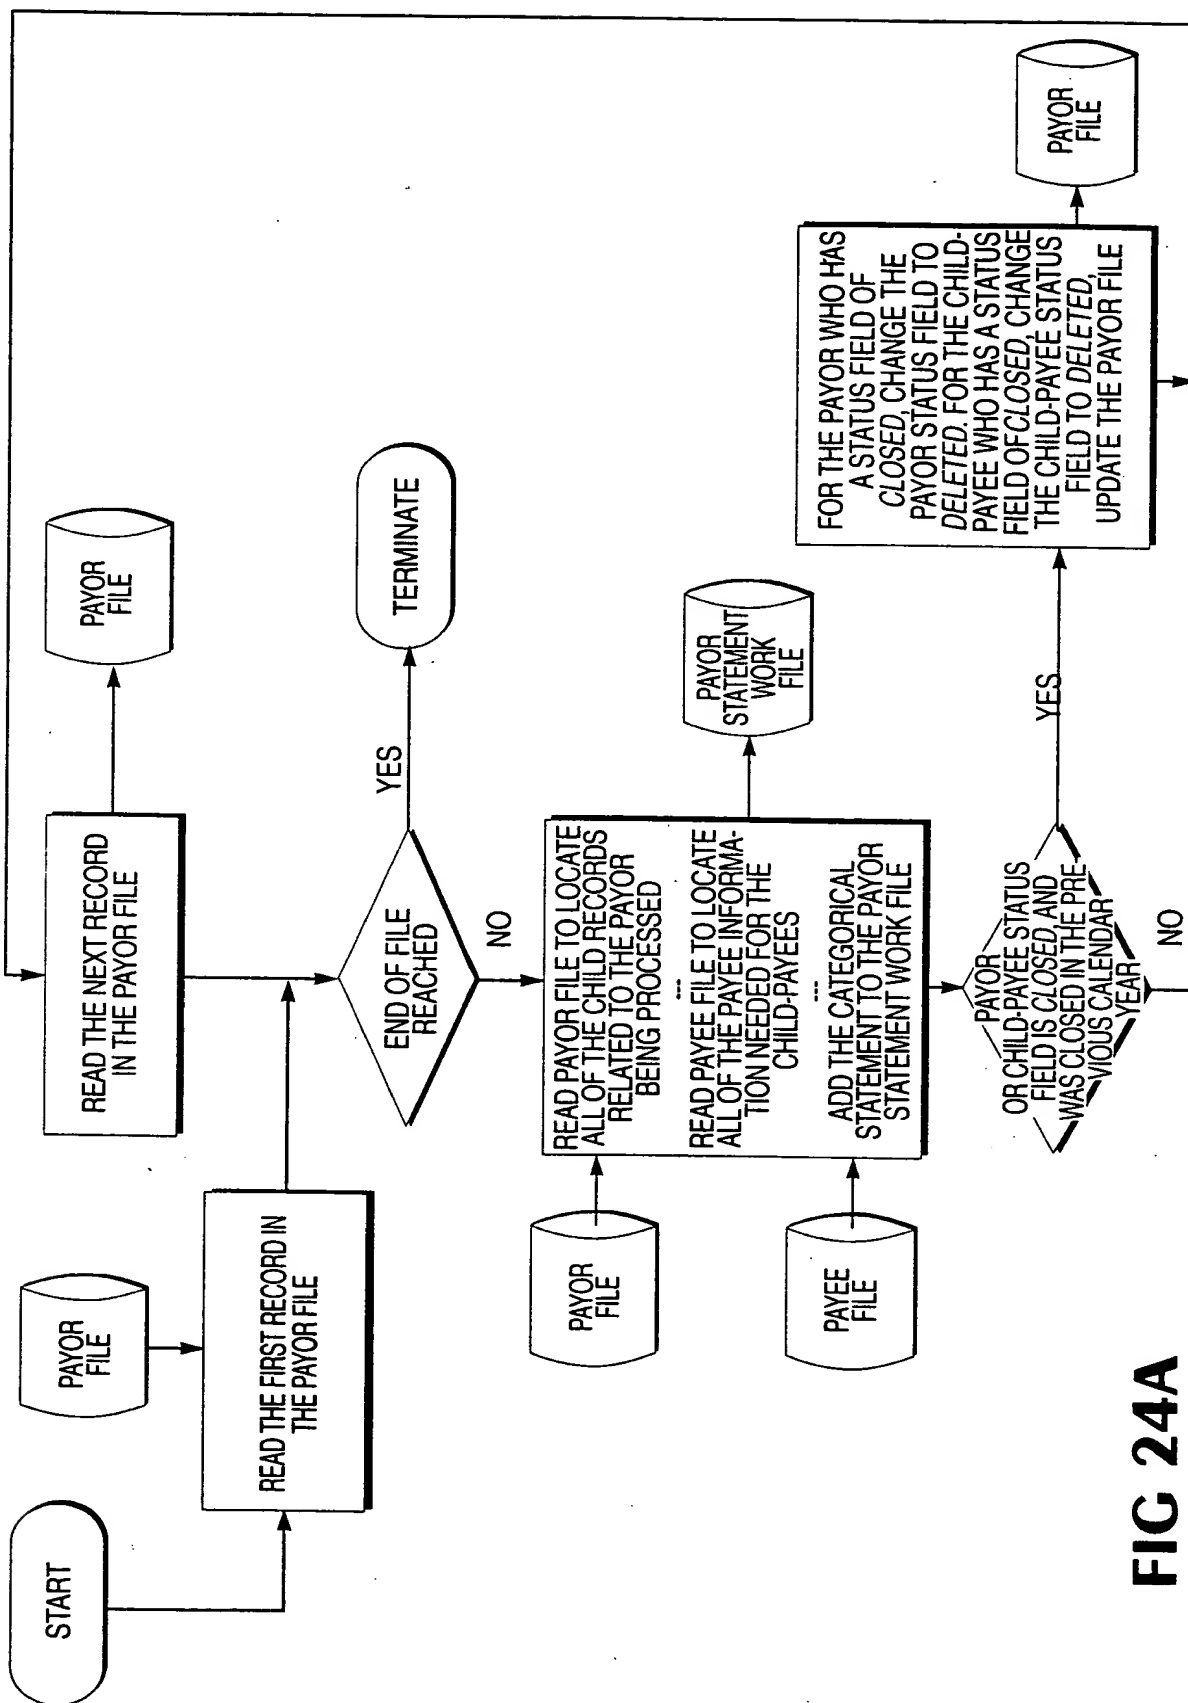 START
PAYOR
FILE
READ THE FIRST RECORD IN
THE PAYOR FILE
READ THE NEXT RECORD
IN THE PAYOR FILE
PAYOR
FILE
END OF FILE
REACHED
YES
TERMINATE
NO
PAYOR
FILE
PAYEE
FILE
READ PAYOR FILE TO LOCATE
ALL OF THE CHILD RECORDS
RELATED TO THE PAYOR
BEING PROCESSED
---
READ PAYEE FILE TO LOCATE
ALL OF THE PAYEE INFORMA-
TION NEEDED FOR THE
CHILD-PAYEES
---
ADD THE CATEGORICAL
STATEMENT TO THE PAYOR
STATEMENT WORK FILE
PAYOR
STATEMENT
WORK
FILE
PAYOR
OR CHILD-PAYEE STATUS
FIELD IS CLOSED, AND
WAS CLOSED IN THE PRE-
VIOUS CALENDAR
YEAR
YES
NO
FOR THE PAYOR WHO HAS
A STATUS FIELD OF
CLOSED, CHANGE THE
PAYOR STATUS FIELD TO
DELETED. FOR THE CHILD-
PAYEE WHO HAS A STATUS
FIELD OF CLOSED, CHANGE
THE CHILD-PAYEE STATUS
FIELD TO DELETED,
UPDATE THE PAYOR FILE
PAYOR
FILE
FIG 24A